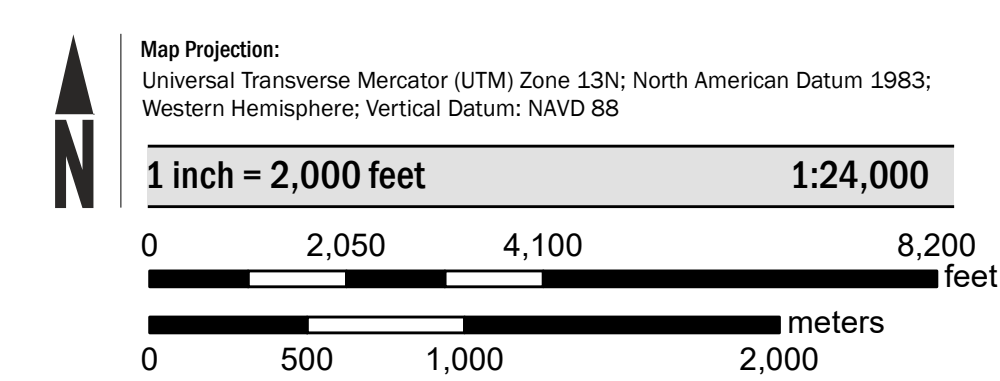 N
Map Projection:
Universal Transverse Mercator (UTM) Zone 13N; North American Datum 1983;
Western Hemisphere; Vertical Datum: NAVD 88
1 inch = 2,000 feet 1:24,000
0 2,050 4,100 8,200
feet
meters
0 500 1,000 2,000